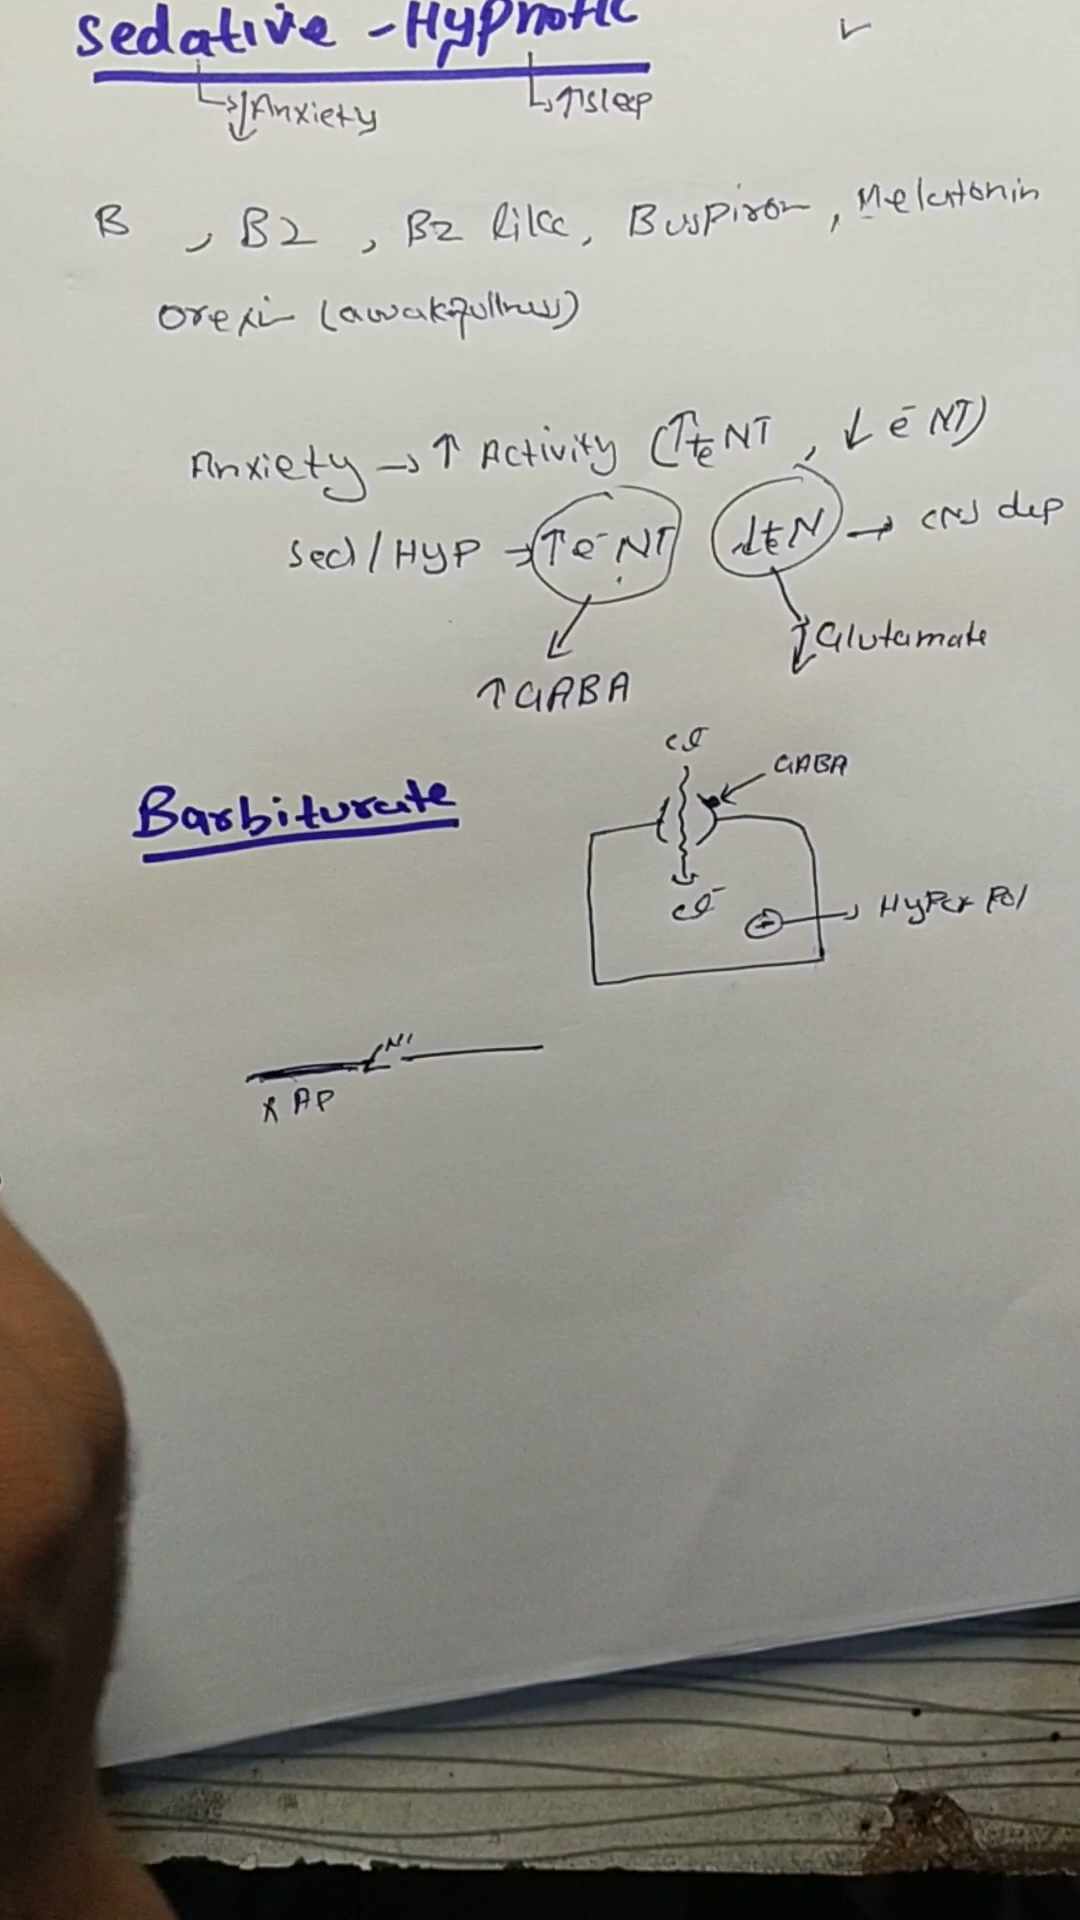 Sedative - Hypnotic
↓Anxiety ↑sleep
B , BZ , BZ like, Buspiron , Melatonin
orexin (awakefullness)
Anxiety → ↑ Activity (↑ +e NT , ↓ e⁻ NT)
Sed / HYP → ↑ e⁻ NT ↓ +e N → CNS dep
↓ Glutamate
↑ GABA
Cl⁻
GABA
Barbiturate
Cl⁻
Hyper Pol
x AP